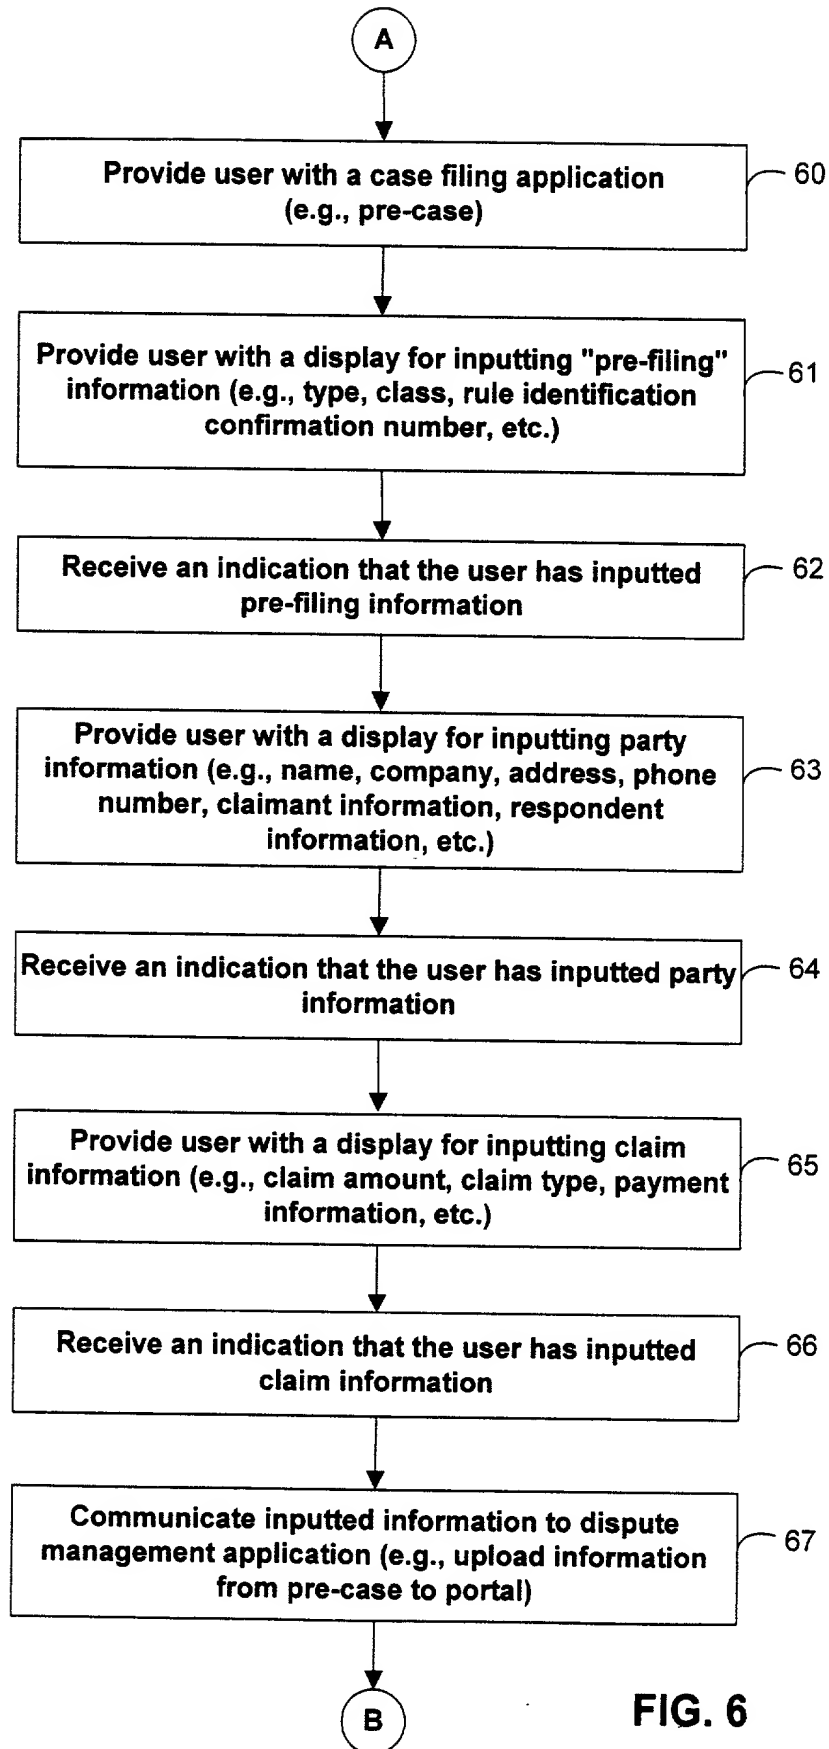 A
Provide user with a case filing application
(e.g., pre-case)
60
Provide user with a display for inputting "pre-filing"
information (e.g., type, class, rule identification
confirmation number, etc.)
61
Receive an indication that the user has inputted
pre-filing information
62
Provide user with a display for inputting party
information (e.g., name, company, address, phone
number, claimant information, respondent
information, etc.)
63
Receive an indication that the user has inputted party
information
64
Provide user with a display for inputting claim
information (e.g., claim amount, claim type, payment
information, etc.)
65
Receive an indication that the user has inputted
claim information
66
Communicate inputted information to dispute
management application (e.g., upload information
from pre-case to portal)
67
B
FIG. 6